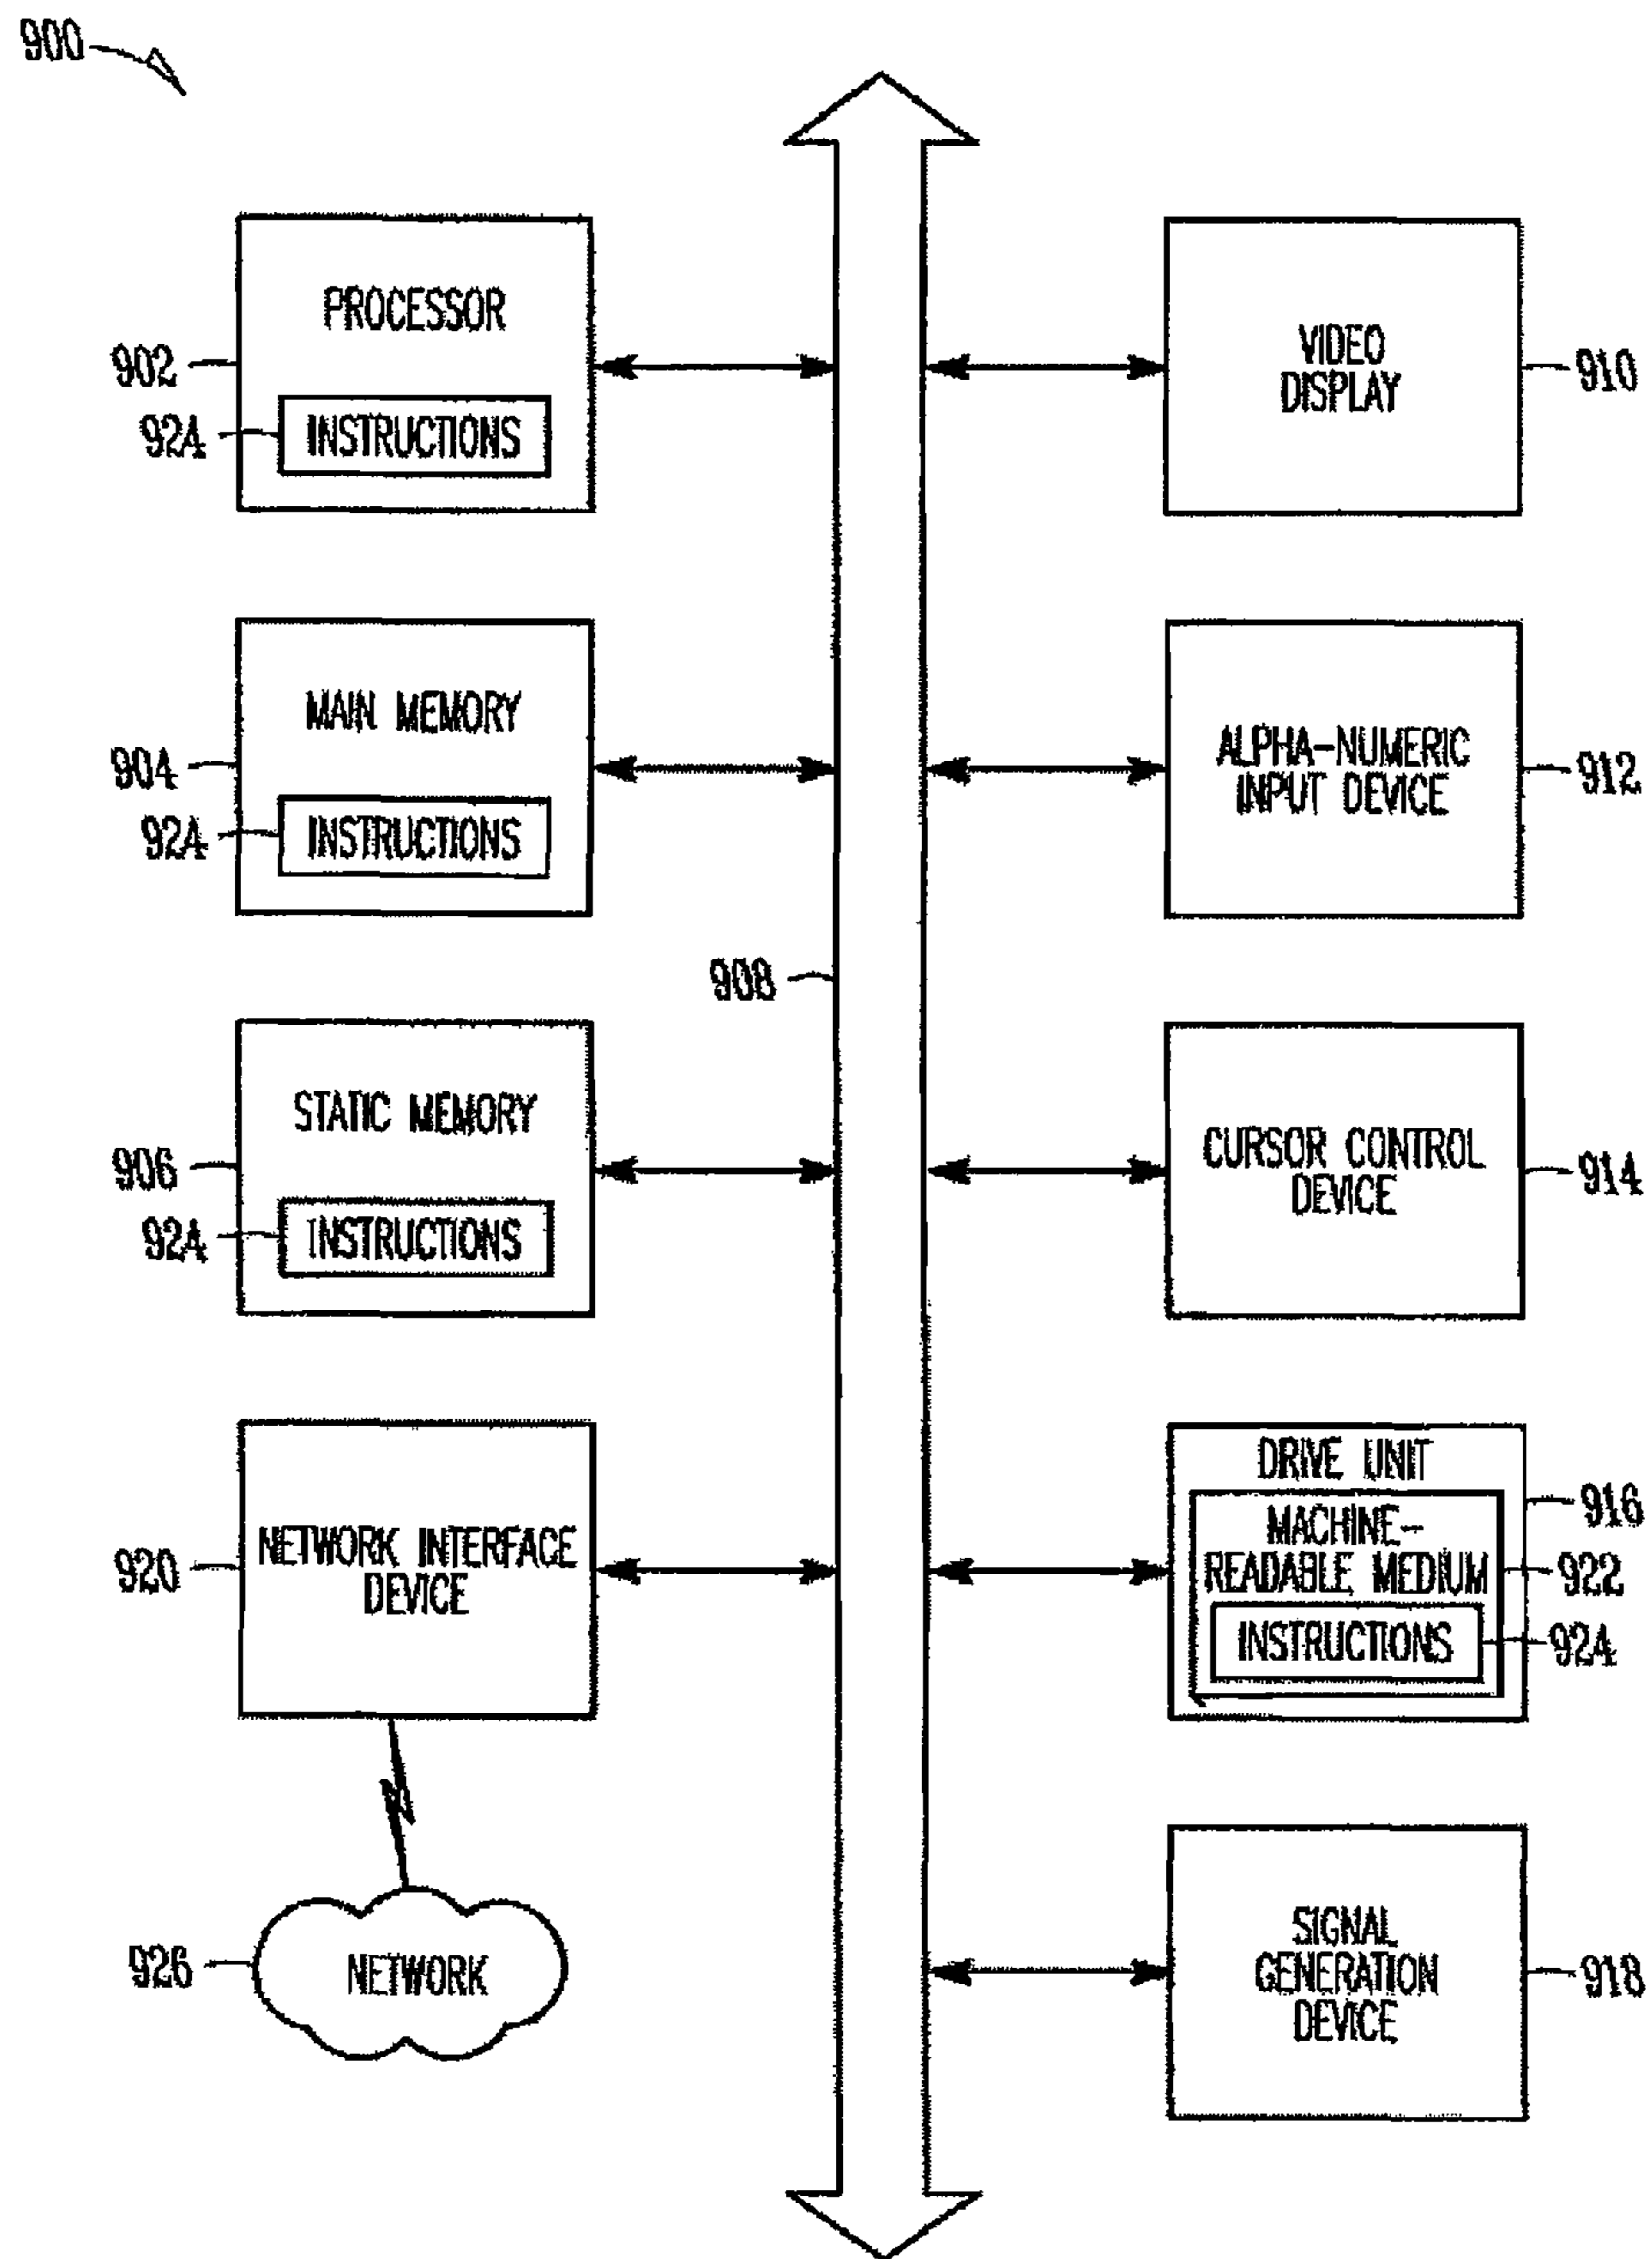 900
PROCESSOR
902
924
INSTRUCTIONS
MAIN MEMORY
904
924
INSTRUCTIONS
908
STATIC MEMORY
906
924
INSTRUCTIONS
920
NETWORK INTERFACE
DEVICE
926
NETWORK
VIDEO
DISPLAY
910
ALPHA-NUMERIC
INPUT DEVICE
912
CURSOR CONTROL
DEVICE
914
DRIVE UNIT
916
MACHINE-
READABLE MEDIUM
922
INSTRUCTIONS
924
SIGNAL
GENERATION
DEVICE
918